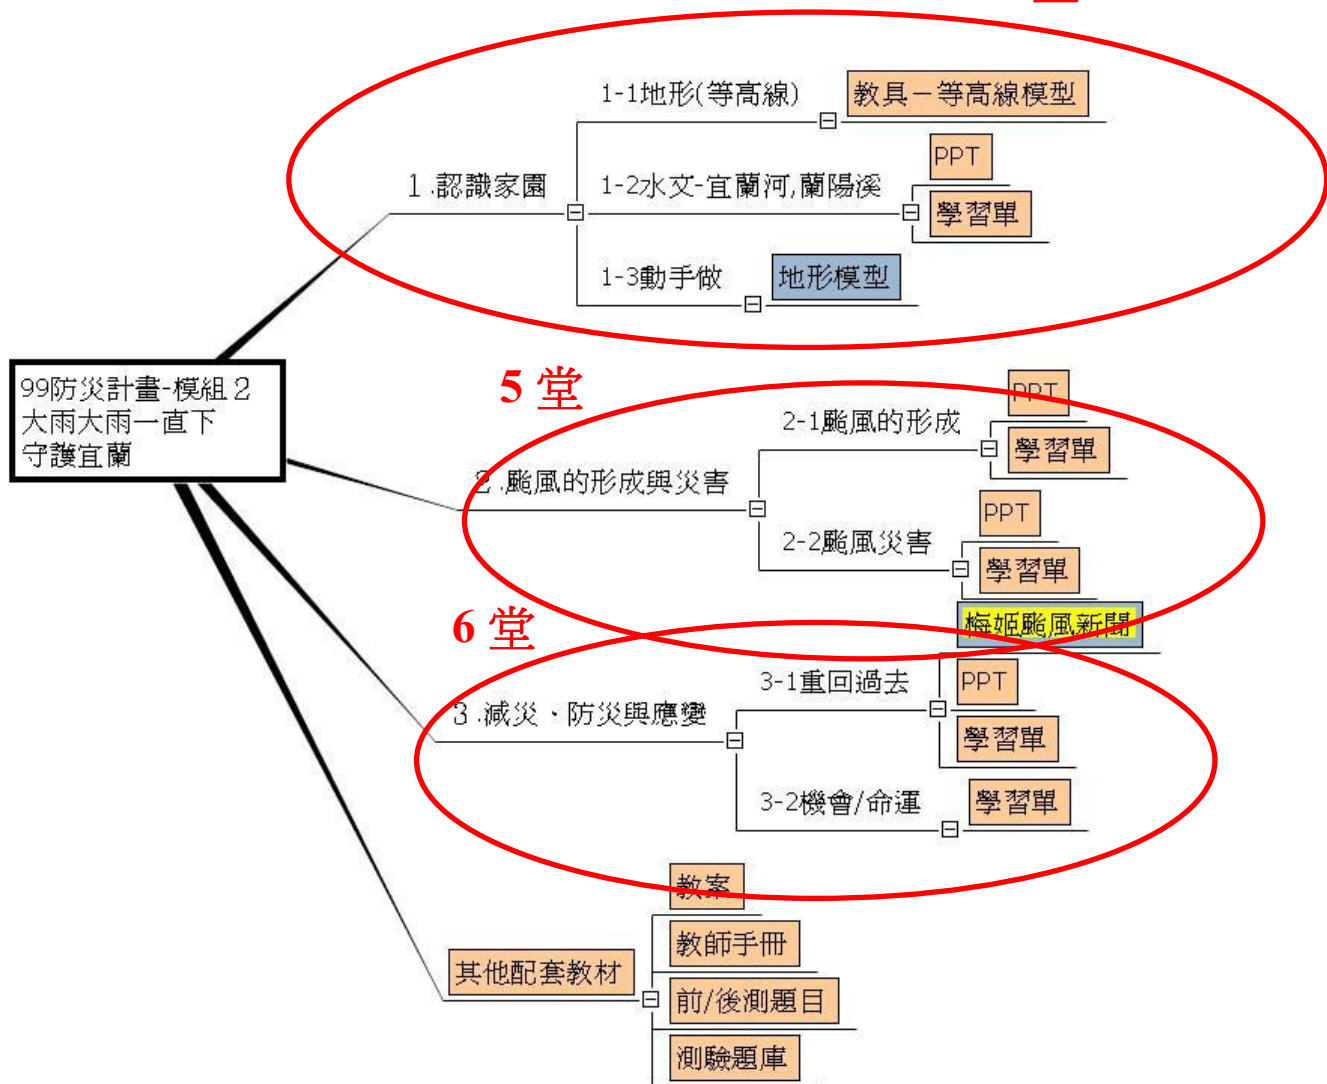 1-1地形(等高線)
教具－等高線模型
1.認識家園
1-2水文-宜蘭河,蘭陽溪
PPT
學習單
1-3動手做
地形模型
99防災計畫-模組２
大雨大雨一直下
守護宜蘭
5 堂
2.颱風的形成與災害
2-1颱風的形成
PPT
學習單
2-2颱風災害
PPT
學習單
6 堂
3.減災、防災與應變
3-1重回過去
梅姬颱風新聞
PPT
學習單
3-2機會/命運
學習單
其他配套教材
教案
教師手冊
前/後測題目
測驗題庫